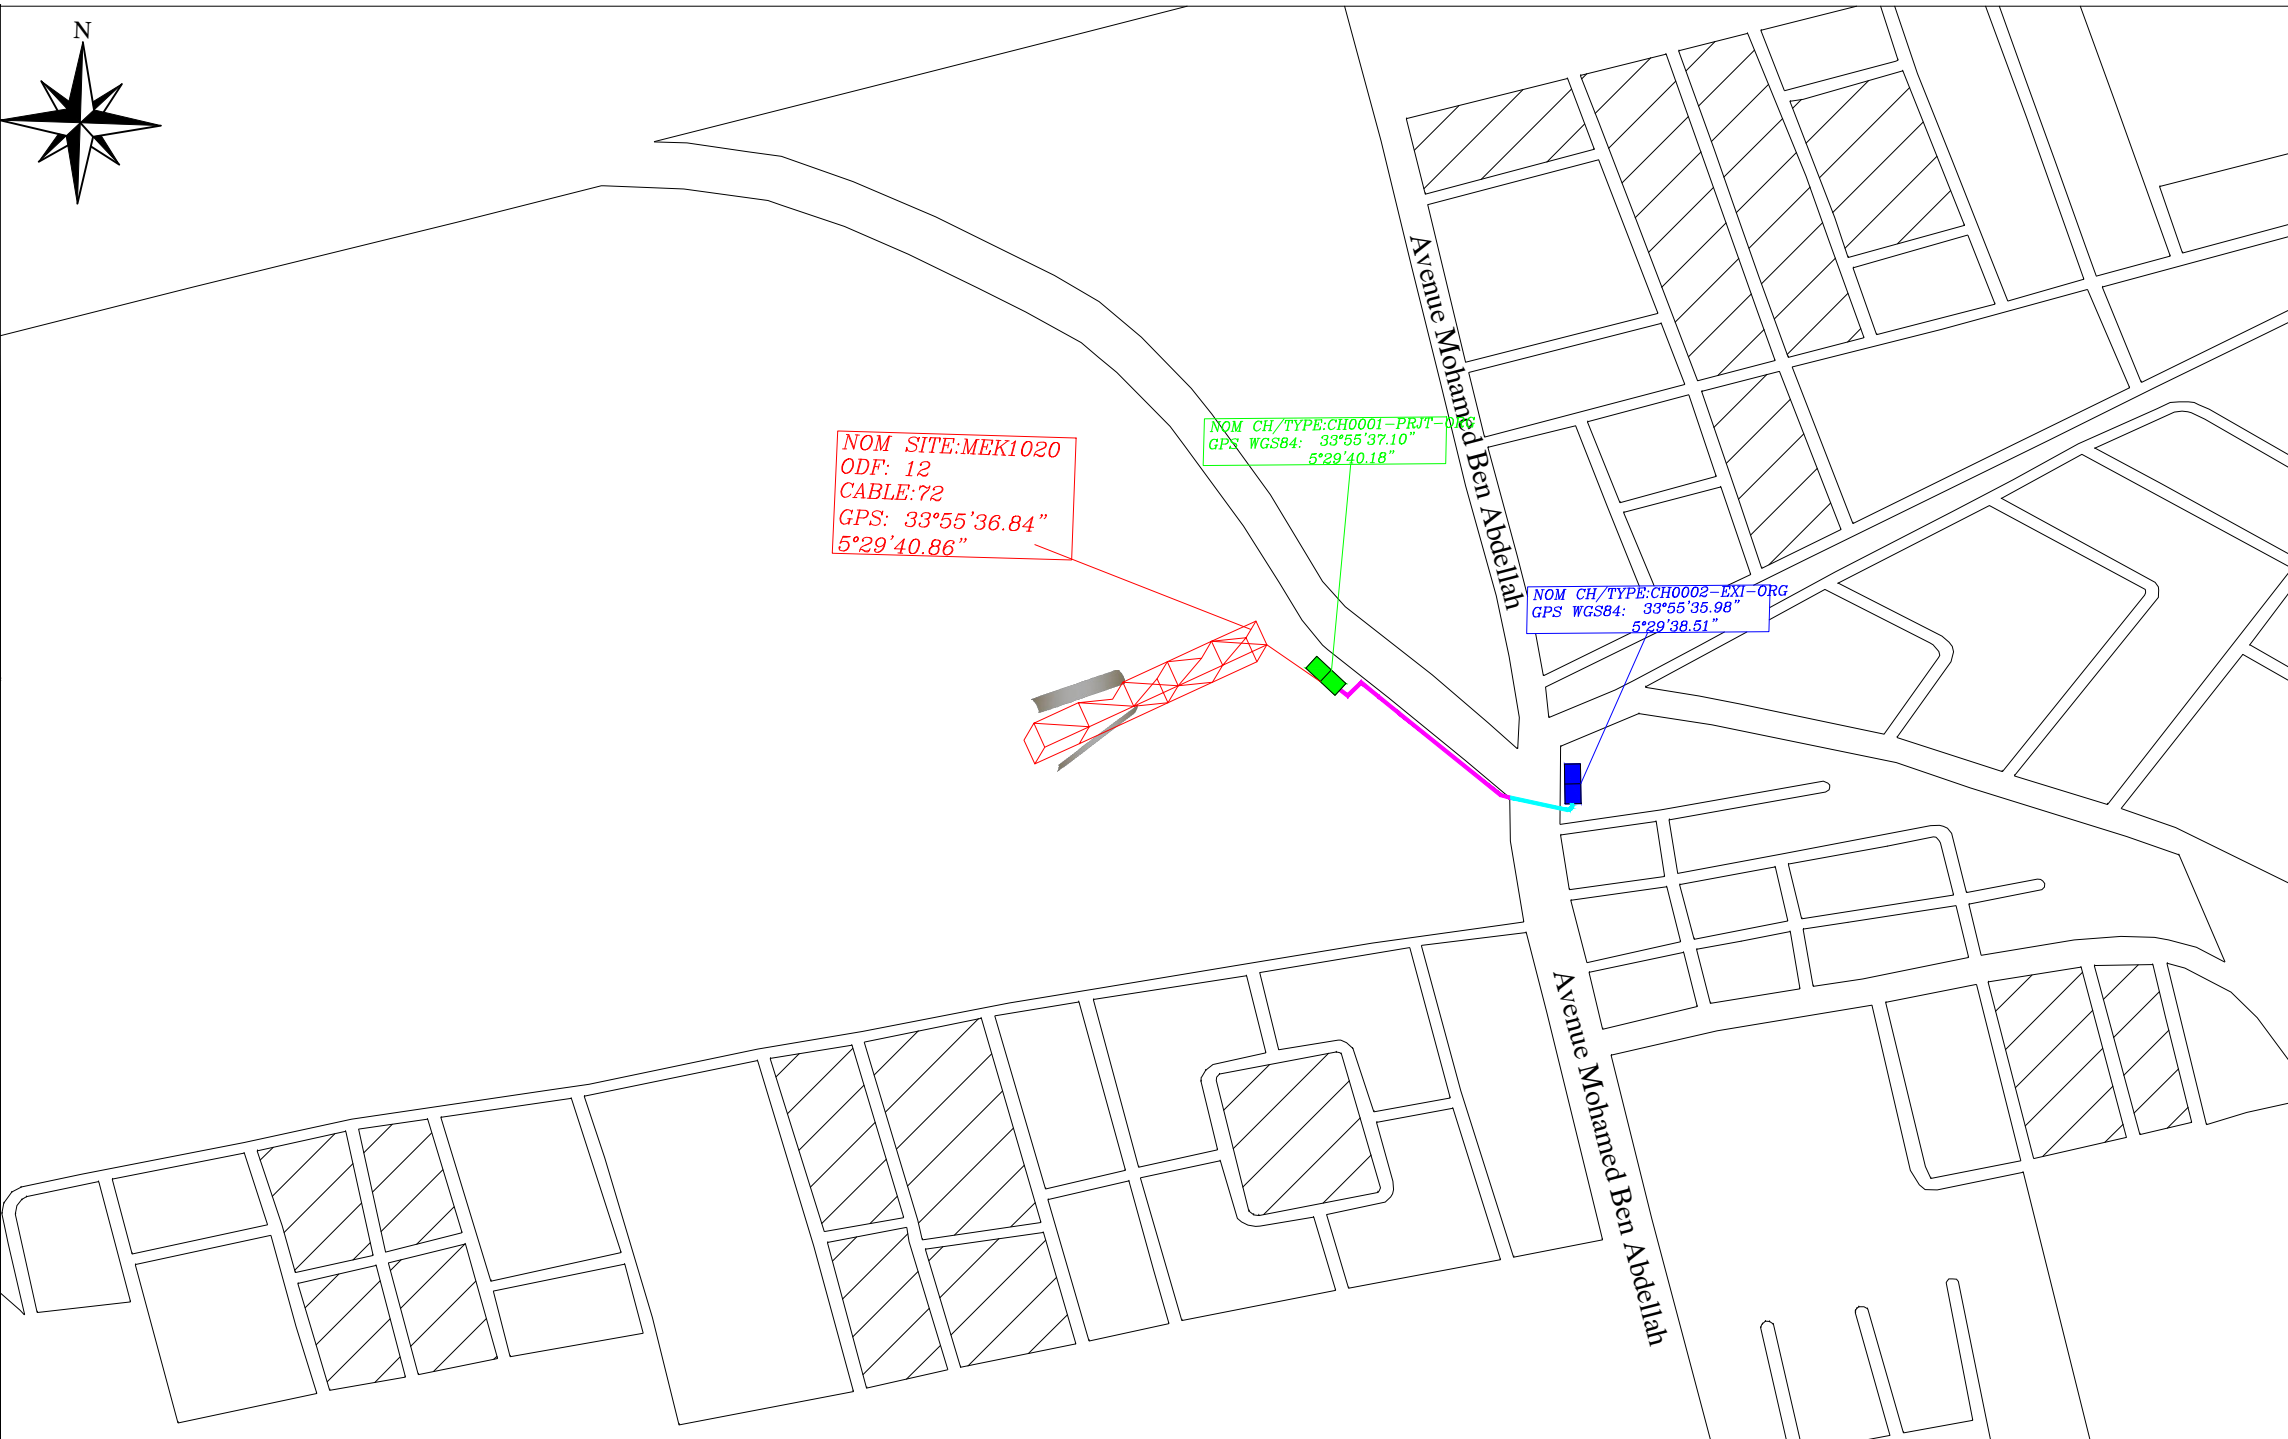 N
Avenue Mohamed Ben Abdellah
NOM CH/TYPE:CH0001-PRJT-ORG
GPS WGS84: 33°55'37.10"
5°29'40.18"
NOM SITE:MEK1020
ODF: 12
CABLE:72
GPS: 33°55'36.84"
5°29'40.86"
NOM CH/TYPE:CH0002-EXI-ORG
GPS WGS84: 33°55'35.98"
5°29'38.51"
Avenue Mohamed Ben Abdellah